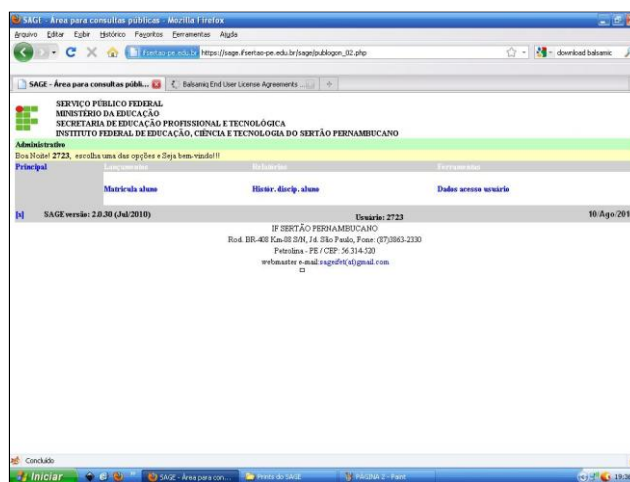 SAGE - Área para consultas públicas - Mozilla Firefox
Arquivo Editar Exibir Histórico Favoritos Ferramentas Ajuda
ifsertao-pe.edu.br https://sage.ifsertao-pe.edu.br/sage/publogon_02.php
download balsamic
SAGE - Área para consultas públi...
Balsamiq End User License Agreements ...
SERVIÇO PÚBLICO FEDERAL
MINISTÉRIO DA EDUCAÇÃO
SECRETARIA DE EDUCAÇÃO PROFISSIONAL E TECNOLÓGICA
INSTITUTO FEDERAL DE EDUCAÇÃO, CIÊNCIA E TECNOLOGIA DO SERTÃO PERNAMBUCANO
Administrativo
Boa Noite! 2723, escolha uma das opções e Seja bem-vindo!!!
Principal Lançamentos Relatórios Ferramentas
Matrícula aluno Histór. discip. aluno Dados acesso usuário
[s] SAGE versão: 2.0.30 (Jul/2010) Usuário: 2723 10/Ago/201
IF SERTÃO PERNAMBUCANO
Rod. BR-408 Km-08 S/N, Jd. São Paulo, Fone: (87)3863-2330
Petrolina - PE / CEP: 56.314-520
webmaster e-mail:sageifet(at)gmail.com
Concluído
Iniciar
SAGE - Área para con...
Prints do SAGE
PÁGINA 2 - Paint
19:36